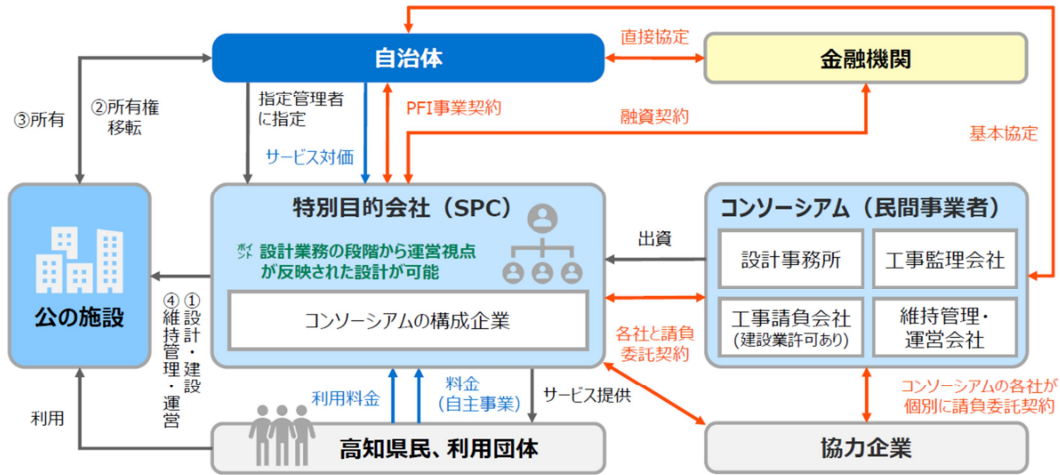 自治体
直接協定
金融機関
③所有
②所有権
移転
指定管理者
に指定
サービス対価
PFI事業契約
融資契約
基本協定
公の施設
①設計・建設
④維持管理・運営
特別目的会社（SPC）
ポイント
設計業務の段階から運営視点
が反映された設計が可能
コンソーシアムの構成企業
出資
コンソーシアム（民間事業者）
設計事務所
工事監理会社
工事請負会社
(建設業許可あり)
維持管理・
運営会社
各社と請負
委託契約
コンソーシアムの各社が
個別に請負委託契約
利用
利用料金
料金
（自主事業）
サービス提供
高知県民、利用団体
協力企業